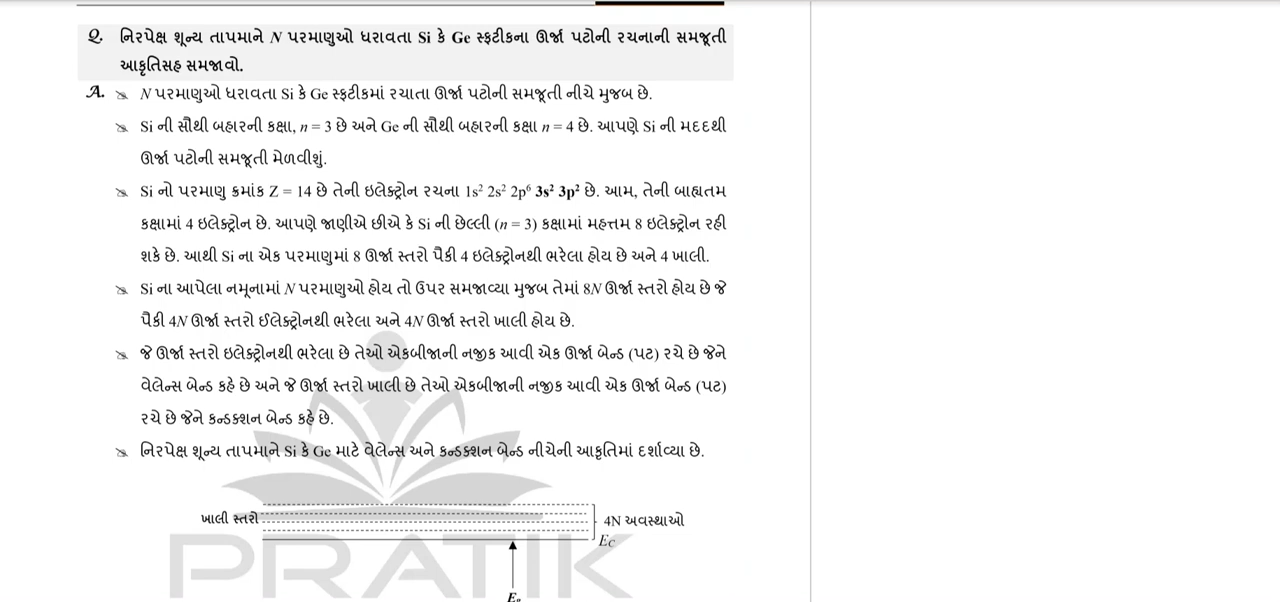 Q. નિરપેક્ષ શૂન્ય તાપમાને N પરમાણુઓ ધરાવતા Si કે Ge સ્ફટીકના ઊર્જા પટોની રચનાની સમજૂતી
આકૃતિસહ સમજાવો.
A. N પરમાણુઓ ધરાવતા Si કે Ge સ્ફટીકમાં રચાતા ઊર્જા પટોની સમજૂતી નીચે મુજબ છે.
Si ની સૌથી બહારની કક્ષા, n = 3 છે અને Ge ની સૌથી બહારની કક્ષા n = 4 છે. આપણે Si ની મદદથી
ઊર્જા પટોની સમજૂતી મેળવીશું.
Si નો પરમાણુ ક્રમાંક Z = 14 છે તેની ઇલેક્ટ્રોન રચના 1s² 2s² 2p⁶ 3s² 3p² છે. આમ, તેની બાહ્યતમ
કક્ષામાં 4 ઇલેક્ટ્રોન છે. આપણે જાણીએ છીએ કે Si ની છેલ્લી (n = 3) કક્ષામાં મહત્તમ 8 ઇલેક્ટ્રોન રહી
શકે છે. આથી Si ના એક પરમાણુમાં 8 ઊર્જા સ્તરો પૈકી 4 ઇલેક્ટ્રોનથી ભરેલા હોય છે અને 4 ખાલી.
Si ના આપેલા નમૂનામાં N પરમાણુઓ હોય તો ઉપર સમજાવ્યા મુજબ તેમાં 8N ઊર્જા સ્તરો હોય છે જે
પૈકી 4N ઊર્જા સ્તરો ઈલેક્ટ્રોનથી ભરેલા અને 4N ઊર્જા સ્તરો ખાલી હોય છે.
જે ઊર્જા સ્તરો ઇલેક્ટ્રોનથી ભરેલા છે તેઓ એકબીજાની નજીક આવી એક ઊર્જા બેન્ડ (પટ) રચે છે જેને
વેલેન્સ બેન્ડ કહે છે અને જે ઊર્જા સ્તરો ખાલી છે તેઓ એકબીજાની નજીક આવી એક ઊર્જા બેન્ડ (પટ)
રચે છે જેને કન્ડક્શન બેન્ડ કહે છે.
નિરપેક્ષ શૂન્ય તાપમાને Si કે Ge માટે વેલેન્સ અને કન્ડક્શન બેન્ડ નીચેની આકૃતિમાં દર્શાવ્યા છે.
ખાલી સ્તરો 4N અવસ્થાઓ
E_C
PRATIK
E_g